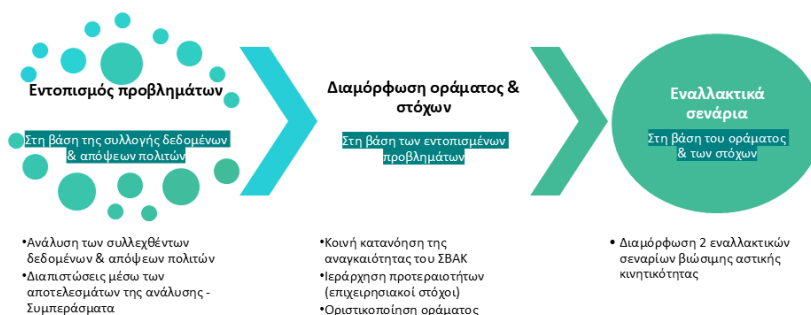 Εντοπισμός προβλημάτων
Στη βάση της συλλογής δεδομένων
& απόψεων πολιτών
•Ανάλυση των συλλεχθέντων
δεδομένων & απόψεων πολιτών
•Διαπιστώσεις μέσω των
αποτελεσμάτων της ανάλυσης -
Συμπεράσματα
Διαμόρφωση οράματος &
στόχων
Στη βάση των εντοπισμένων
προβλημάτων
•Κοινή κατανόηση της
αναγκαιότητας του ΣΒΑΚ
•Ιεράρχηση προτεραιοτήτων
(επιχειρησιακοί στόχοι)
•Οριστικοποίηση οράματος
Εναλλακτικά
σενάρια
Στη βάση του οράματος
& των στόχων
• Διαμόρφωση 2 εναλλακτικών
σεναρίων βιώσιμης αστικής
κινητικότητας